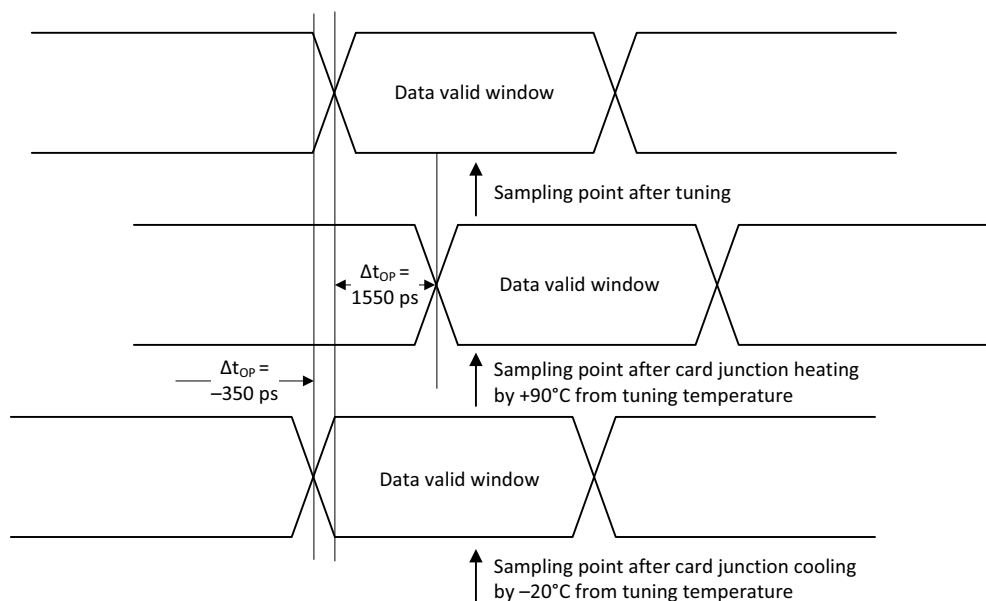 Data valid window
Sampling point after tuning
ΔtOP =
1550 ps
Data valid window
ΔtOP =
–350 ps
Sampling point after card junction heating
by +90°C from tuning temperature
Data valid window
Sampling point after card junction cooling
by –20°C from tuning temperature